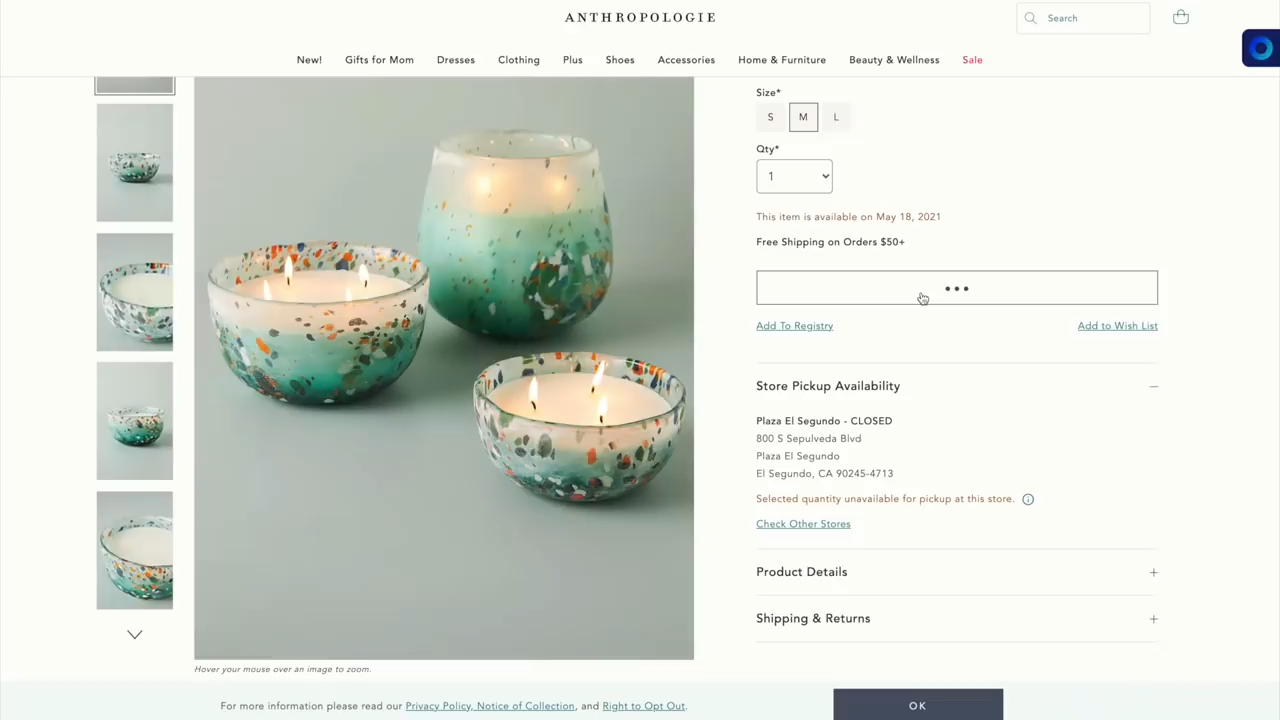 ANTHROPOLOGIE
Search
New! Gifts for Mom Dresses Clothing Plus Shoes Accessories Home & Furniture Beauty & Wellness Sale
Size*
S M L
Qty*
1
This item is available on May 18, 2021
Free Shipping on Orders $50+
Add To Registry Add to Wish List
Store Pickup Availability
Plaza El Segundo - CLOSED
800 S Sepulveda Blvd
Plaza El Segundo
El Segundo, CA 90245-4713
Selected quantity unavailable for pickup at this store.
Check Other Stores
Product Details
Shipping & Returns
Hover your mouse over an image to zoom.
For more information please read our Privacy Policy, Notice of Collection, and Right to Opt Out.
OK